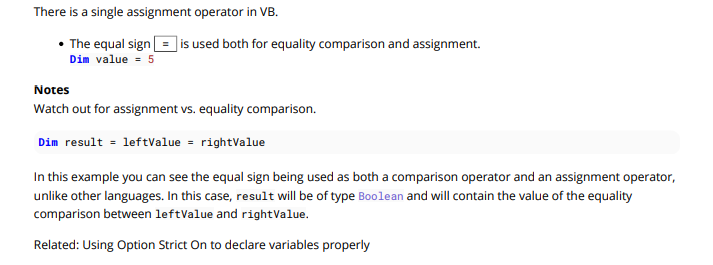 There is a single assignment operator in VB.
• The equal sign = is used both for equality comparison and assignment.
Dim value = 5
Notes
Watch out for assignment vs. equality comparison.
Dim result = leftValue = rightValue
In this example you can see the equal sign being used as both a comparison operator and an assignment operator,
unlike other languages. In this case, result will be of type Boolean and will contain the value of the equality
comparison between leftValue and rightValue.
Related: Using Option Strict On to declare variables properly